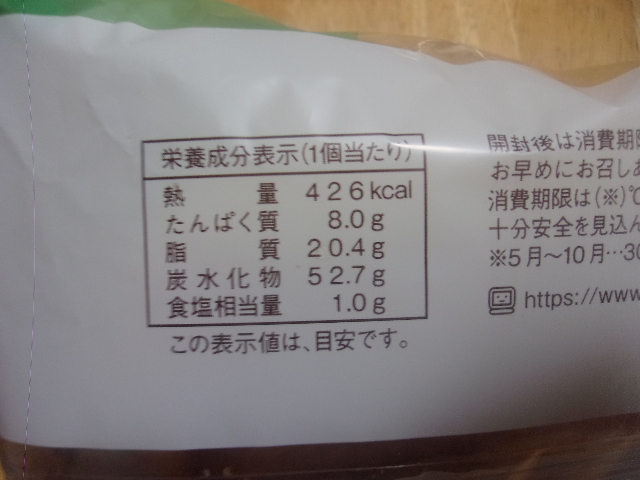 栄養成分表示(1個当たり)
熱量 426kcal
たんぱく質 8.0g
脂質 20.4g
炭水化物 52.7g
食塩相当量 1.0g
この表示値は、目安です。
開封後は消費期
お早めにお召し
消費期限は(※)℃
十分安全を見込ん
※5月～10月…30
https://www